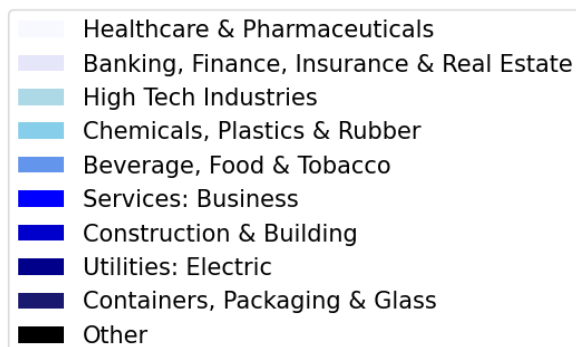 Healthcare & Pharmaceuticals
Banking, Finance, Insurance & Real Estate
High Tech Industries
Chemicals, Plastics & Rubber
Beverage, Food & Tobacco
Services: Business
Construction & Building
Utilities: Electric
Containers, Packaging & Glass
Other